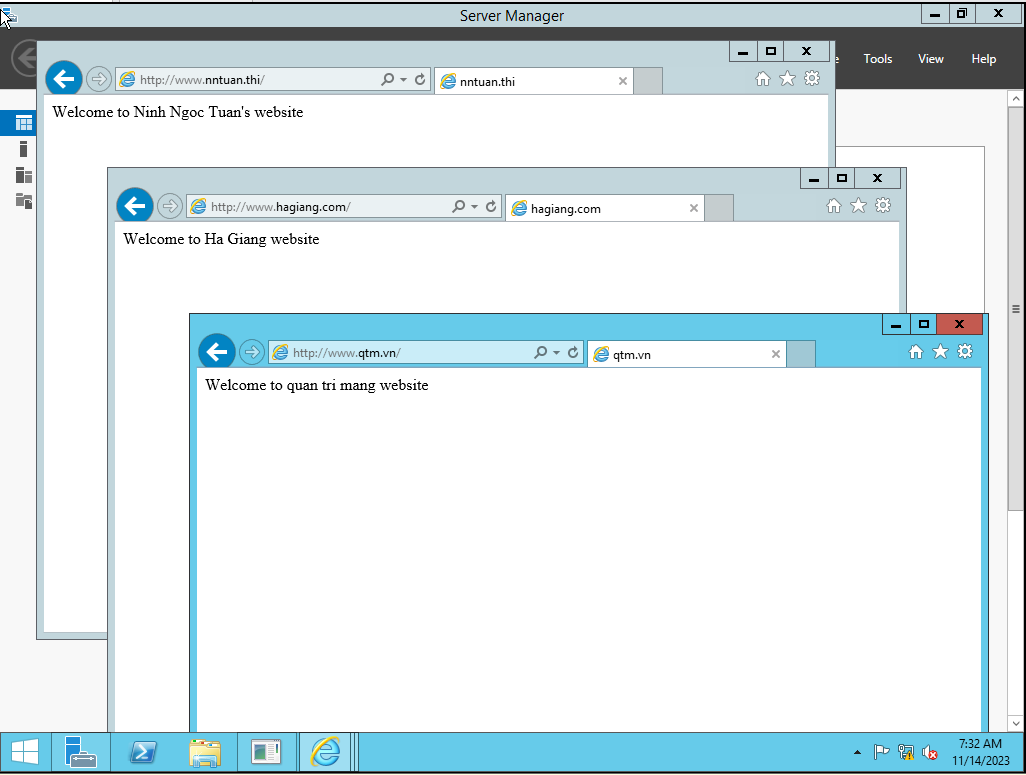 Server Manager
Tools View Help
http://www.nntuan.thi/ nntuan.thi
Welcome to Ninh Ngoc Tuan's website
http://www.hagiang.com/ hagiang.com
Welcome to Ha Giang website
http://www.qtm.vn/ qtm.vn
Welcome to quan tri mang website
7:32 AM
11/14/2023